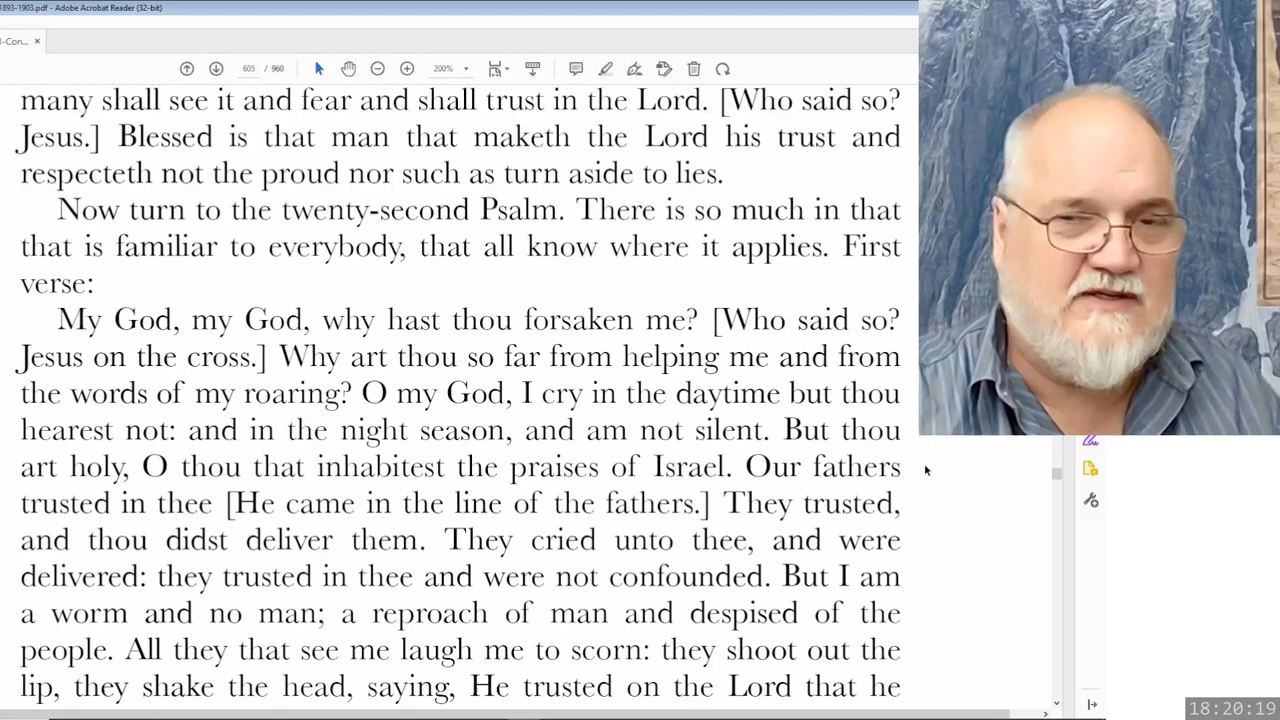 1893-1903.pdf - Adobe Acrobat Reader (32-bit)
l-Con... ×
605 / 960
200%
many shall see it and fear and shall trust in the Lord. [Who said so?
Jesus.] Blessed is that man that maketh the Lord his trust and
respecteth not the proud nor such as turn aside to lies.
Now turn to the twenty-second Psalm. There is so much in that
that is familiar to everybody, that all know where it applies. First
verse:
My God, my God, why hast thou forsaken me? [Who said so?
Jesus on the cross.] Why art thou so far from helping me and from
the words of my roaring? O my God, I cry in the daytime but thou
hearest not: and in the night season, and am not silent. But thou
art holy, O thou that inhabitest the praises of Israel. Our fathers
trusted in thee [He came in the line of the fathers.] They trusted,
and thou didst deliver them. They cried unto thee, and were
delivered: they trusted in thee and were not confounded. But I am
a worm and no man; a reproach of man and despised of the
people. All they that see me laugh me to scorn: they shoot out the
lip, they shake the head, saying, He trusted on the Lord that he
18:20:19